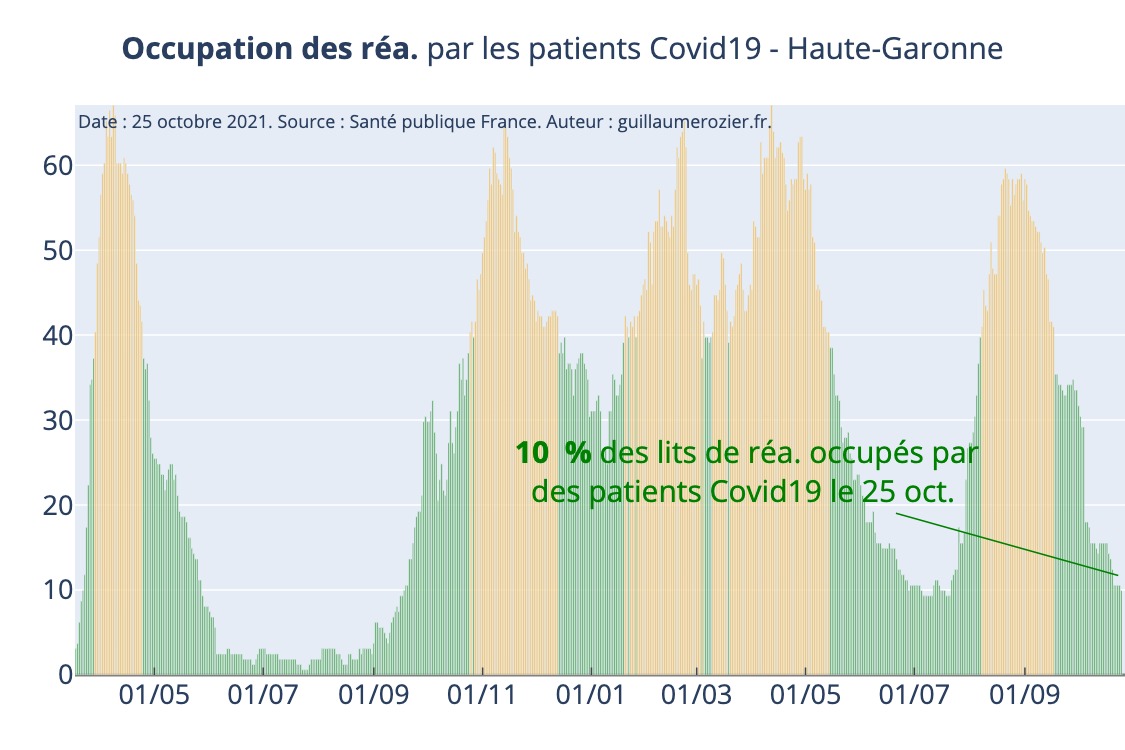 Occupation des réa. par les patients Covid19 - Haute-Garonne
Date : 25 octobre 2021. Source : Santé publique France. Auteur : guillaumerozier.fr.
60
50
40
30
10 % des lits de réa. occupés par
des patients Covid19 le 25 oct.
20
10
0
01/05 01/07 01/09 01/11 01/01 01/03 01/05 01/07 01/09